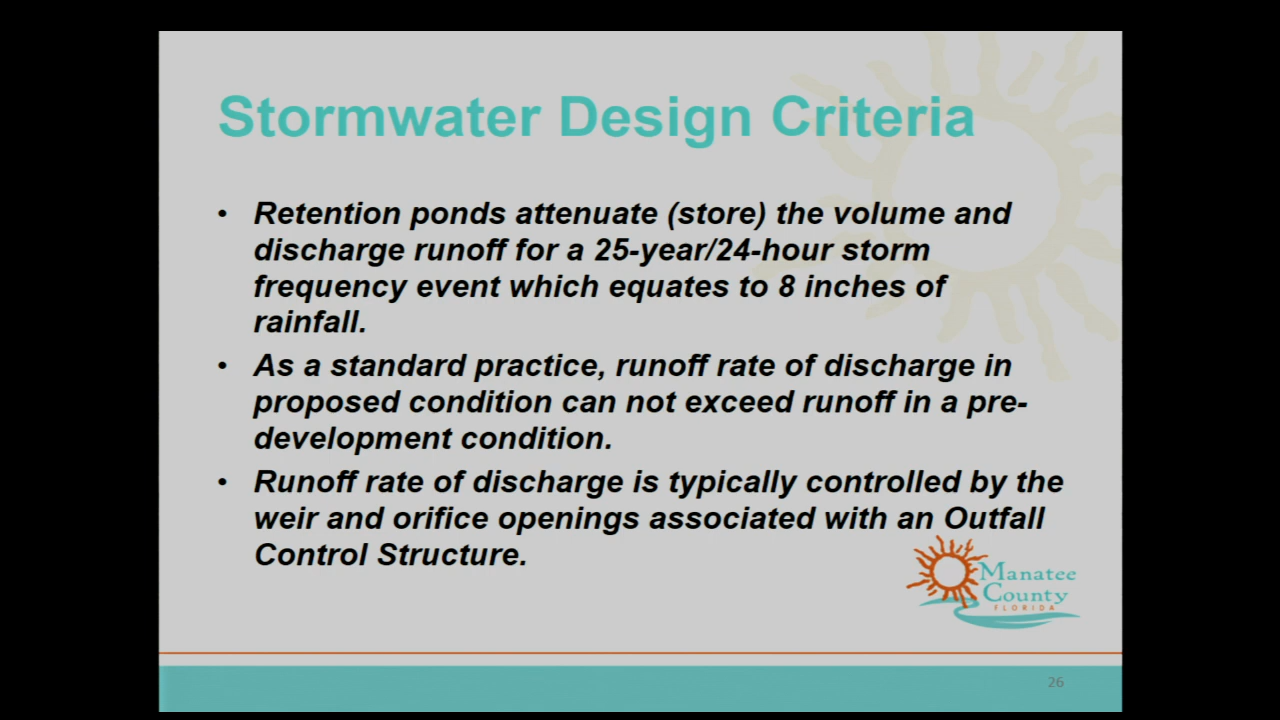 Stormwater Design Criteria
• Retention ponds attenuate (store) the volume and
discharge runoff for a 25-year/24-hour storm
frequency event which equates to 8 inches of
rainfall.
• As a standard practice, runoff rate of discharge in
proposed condition can not exceed runoff in a pre-
development condition.
• Runoff rate of discharge is typically controlled by the
weir and orifice openings associated with an Outfall
Control Structure.
Manatee
County
FLORIDA
26